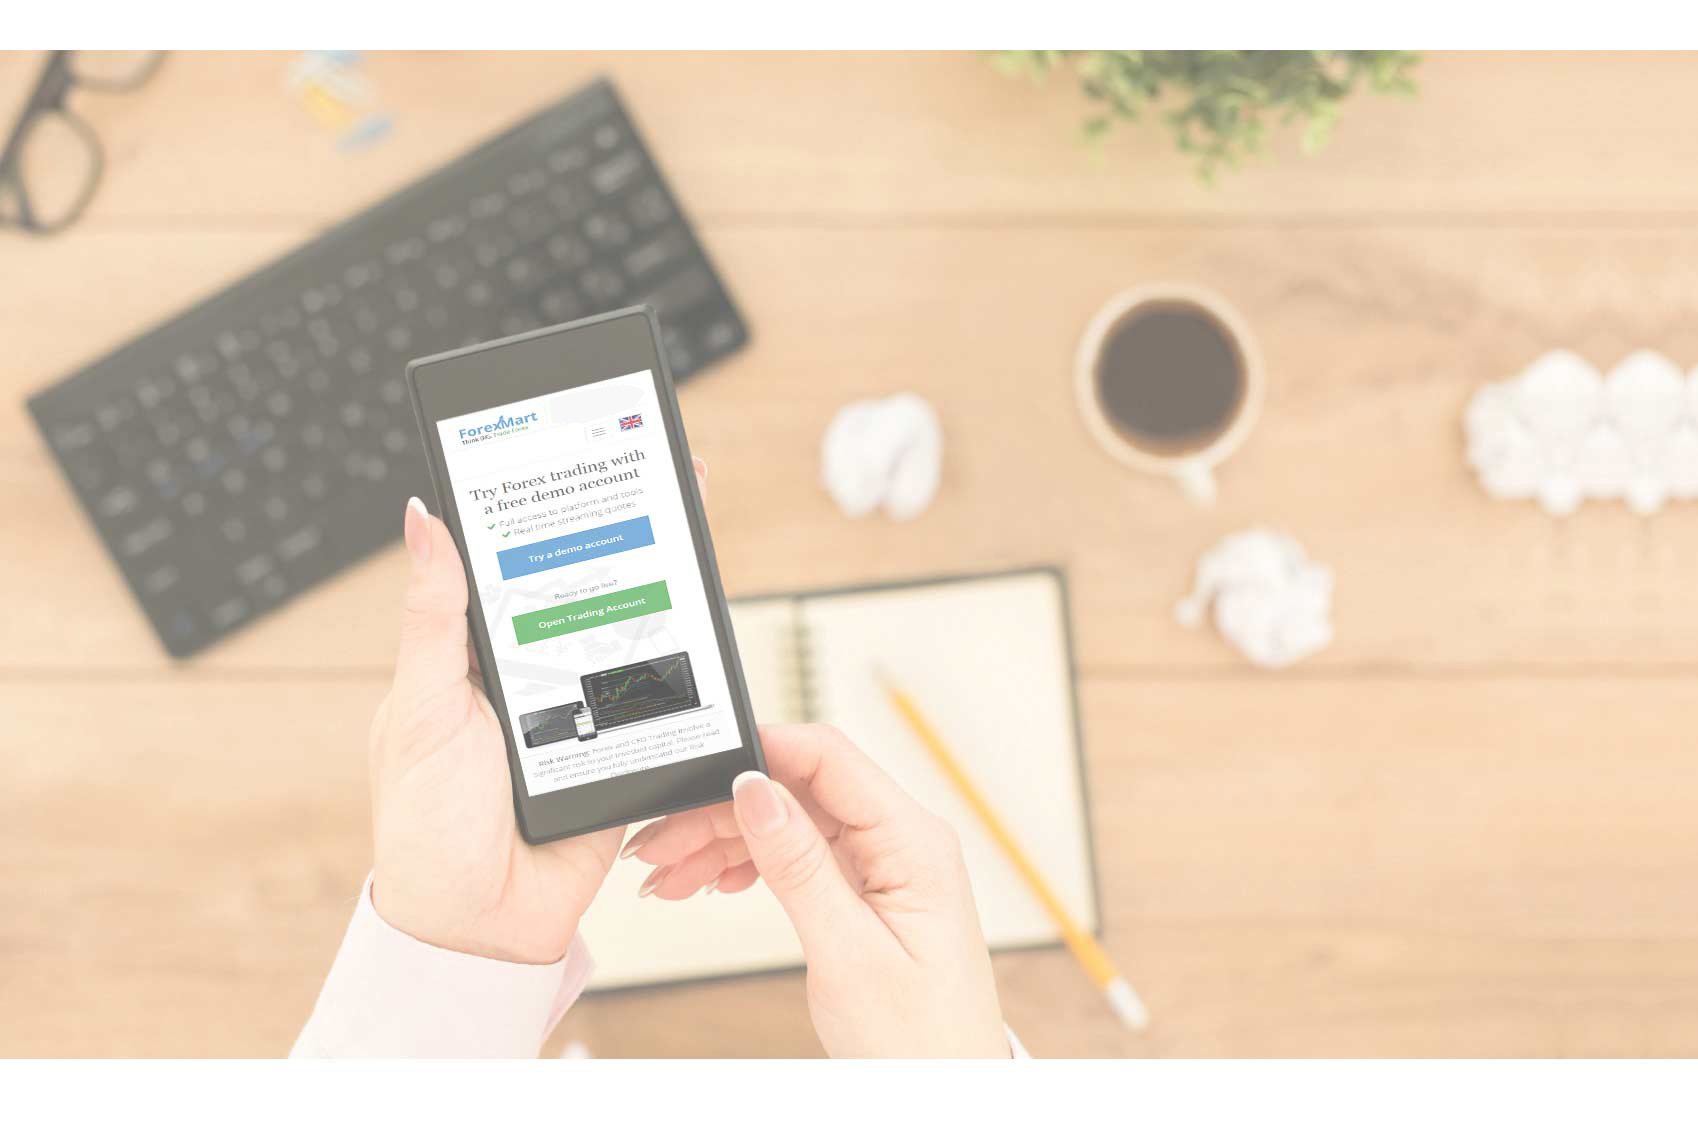 ForexMart
Think BIG. Trade Forex
Try Forex trading with
a free demo account
Full access to platform and tools
Real time streaming quotes
Try a demo account
Ready to go live?
Open Trading Account
Risk Warning: Forex and CFD Trading involve a
significant risk to your invested capital. Please read
and ensure you fully understand our Risk